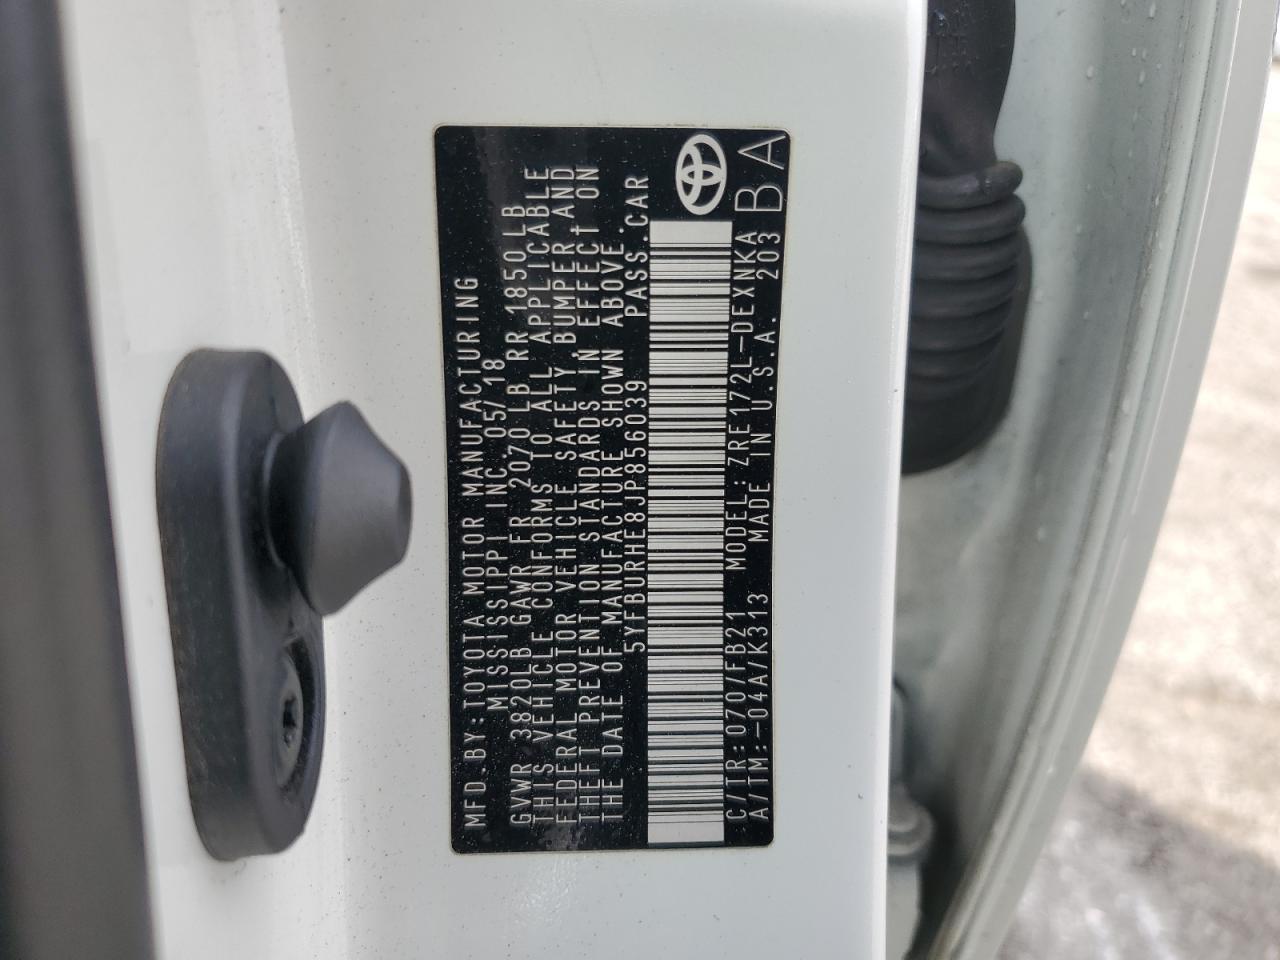 MFD.BY:TOYOTA MOTOR MANUFACTURING
MISSISSIPPI INC. 05/18
GVWR 3820LB GAWR FR 2070LB RR 1850LB
THIS VEHICLE CONFORMS TO ALL APPLICABLE
FEDERAL MOTOR VEHICLE SAFETY, BUMPER, AND
THEFT PREVENTION STANDARDS IN EFFECT ON
THE DATE OF MANUFACTURE SHOWN ABOVE.
5YFBURHE8JP856039 PASS.CAR
C/TR:070/FB21 MODEL:ZRE172L-DEXNKA
A/TM:-04A/K313 MADE IN U.S.A. 203
BA